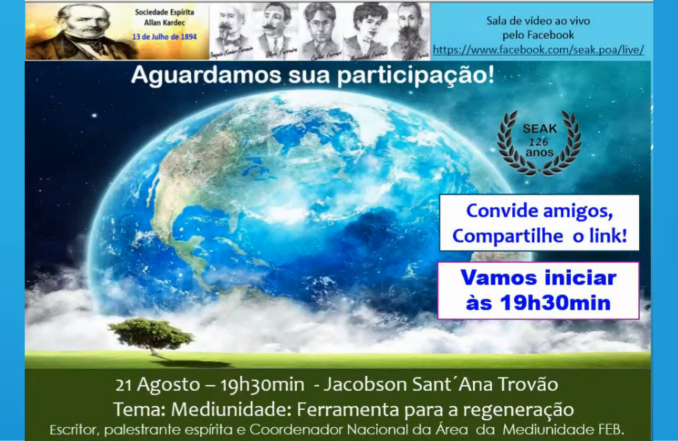 Sociedade Espírita
Allan Kardec
13 de Julho de 1894
Sala de vídeo ao vivo
pelo Facebook
https://www.facebook.com/seak.poa/live/
Aguardamos sua participação!
SEAK
126
anos
Convide amigos,
Compartilhe o link!
Vamos iniciar
às 19h30min
21 Agosto – 19h30min - Jacobson Sant´Ana Trovão
Tema: Mediunidade: Ferramenta para a regeneração
Escritor, palestrante espírita e Coordenador Nacional da Área da Mediunidade FEB.